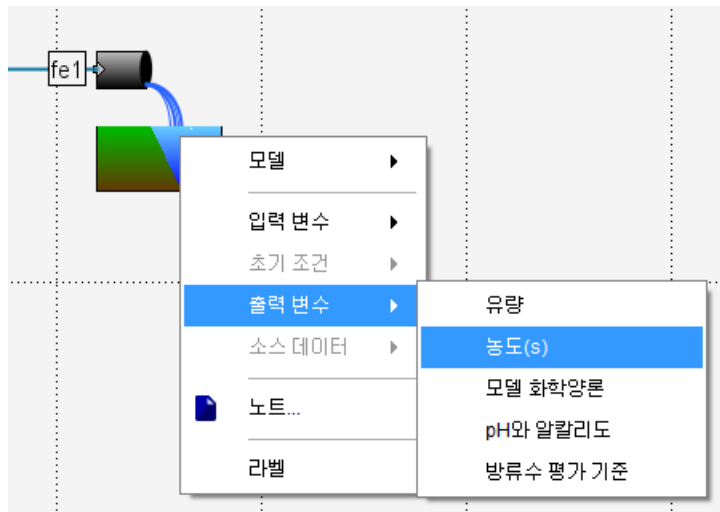 fe1
모델
입력 변수
초기 조건
출력 변수
소스 데이터
노트...
라벨
유량
농도(s)
모델 화학양론
pH와 알칼리도
방류수 평가 기준